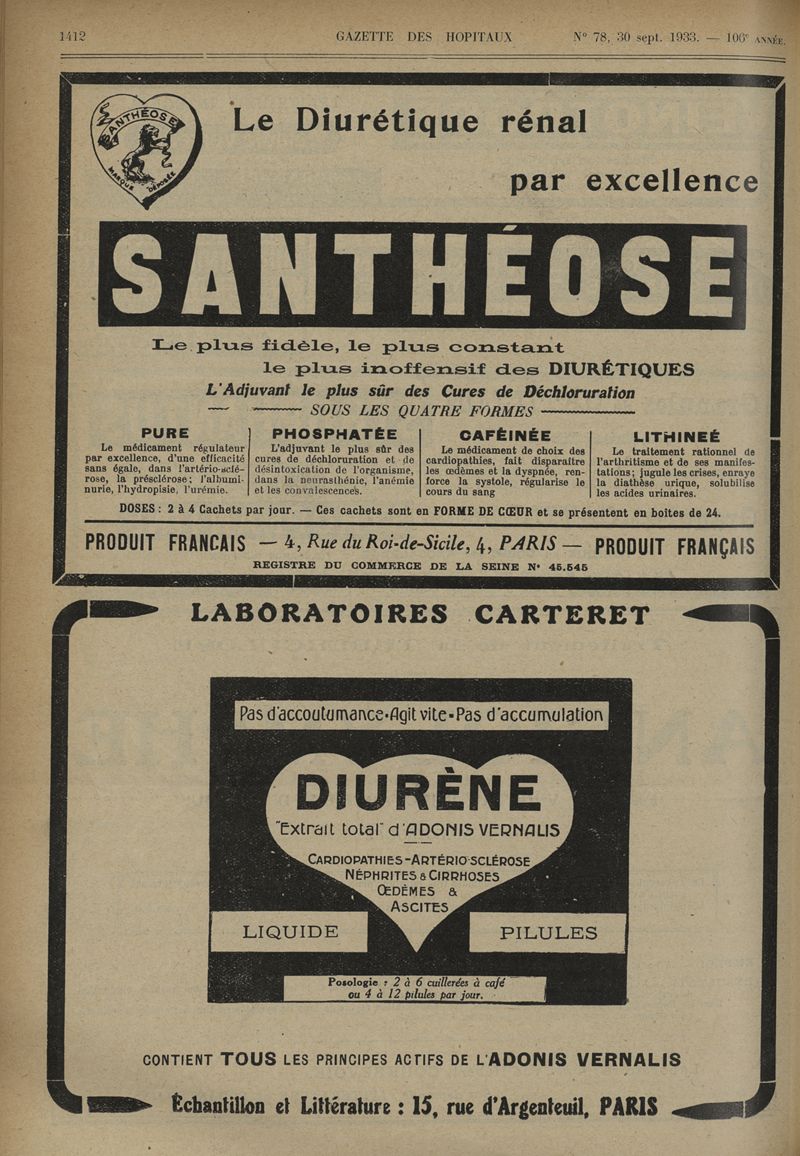 1412 GAZETTE DES HOPITAUX N° 78, 30 sept. 1933. — 106e ANNÉE.
SANTHÉOSE
MARQUE DÉPOSÉE
Le Diurétique rénal
par excellence
SANTHÉOSE
Le plus fidèle, le plus constant
le plus inoffensif des DIURÉTIQUES
L'Adjuvant le plus sûr des Cures de Déchloruration
SOUS LES QUATRE FORMES
PURE
Le médicament régulateur
par excellence, d'une efficacité
sans égale, dans l'artério-sclé-
rose, la présclérose; l'albumi-
nurie, l'hydropisie, l'urémie.
PHOSPHATÉE
L'adjuvant le plus sûr des
cures de déchloruration et de
désintoxication de l'organisme,
dans la neurasthénie, l'anémie
et les convalescences.
CAFÉINÉE
Le médicament de choix des
cardiopathies, fait disparaître
les œdèmes et la dyspnée, ren-
force la systole, régularise le
cours du sang
LITHINEÉ
Le traitement rationnel de
l'arthritisme et de ses manifes-
tations; jugule les crises, enraye
la diathèse urique, solubilise
les acides urinaires.
DOSES : 2 à 4 Cachets par jour. — Ces cachets sont en FORME DE CŒUR et se présentent en boîtes de 24.
PRODUIT FRANCAIS — 4, Rue du Roi-de-Sicile, 4, PARIS — PRODUIT FRANÇAIS
REGISTRE DU COMMERCE DE LA SEINE N° 45.545
LABORATOIRES CARTERET
Pas d'accoutumance-Agit vite-Pas d'accumulation
DIURÈNE
"Extrait total" d'ADONIS VERNALIS
CARDIOPATHIES-ARTÉRIO-SCLÉROSE
NÉPHRITES & CIRRHOSES
ŒDÈMES &
ASCITES
LIQUIDE
PILULES
Posologie : 2 à 6 cuillerées à café
ou 4 à 12 pilules par jour.
CONTIENT TOUS LES PRINCIPES ACTIFS DE L'ADONIS VERNALIS
Échantillon et Littérature : 15, rue d'Argenteuil, PARIS